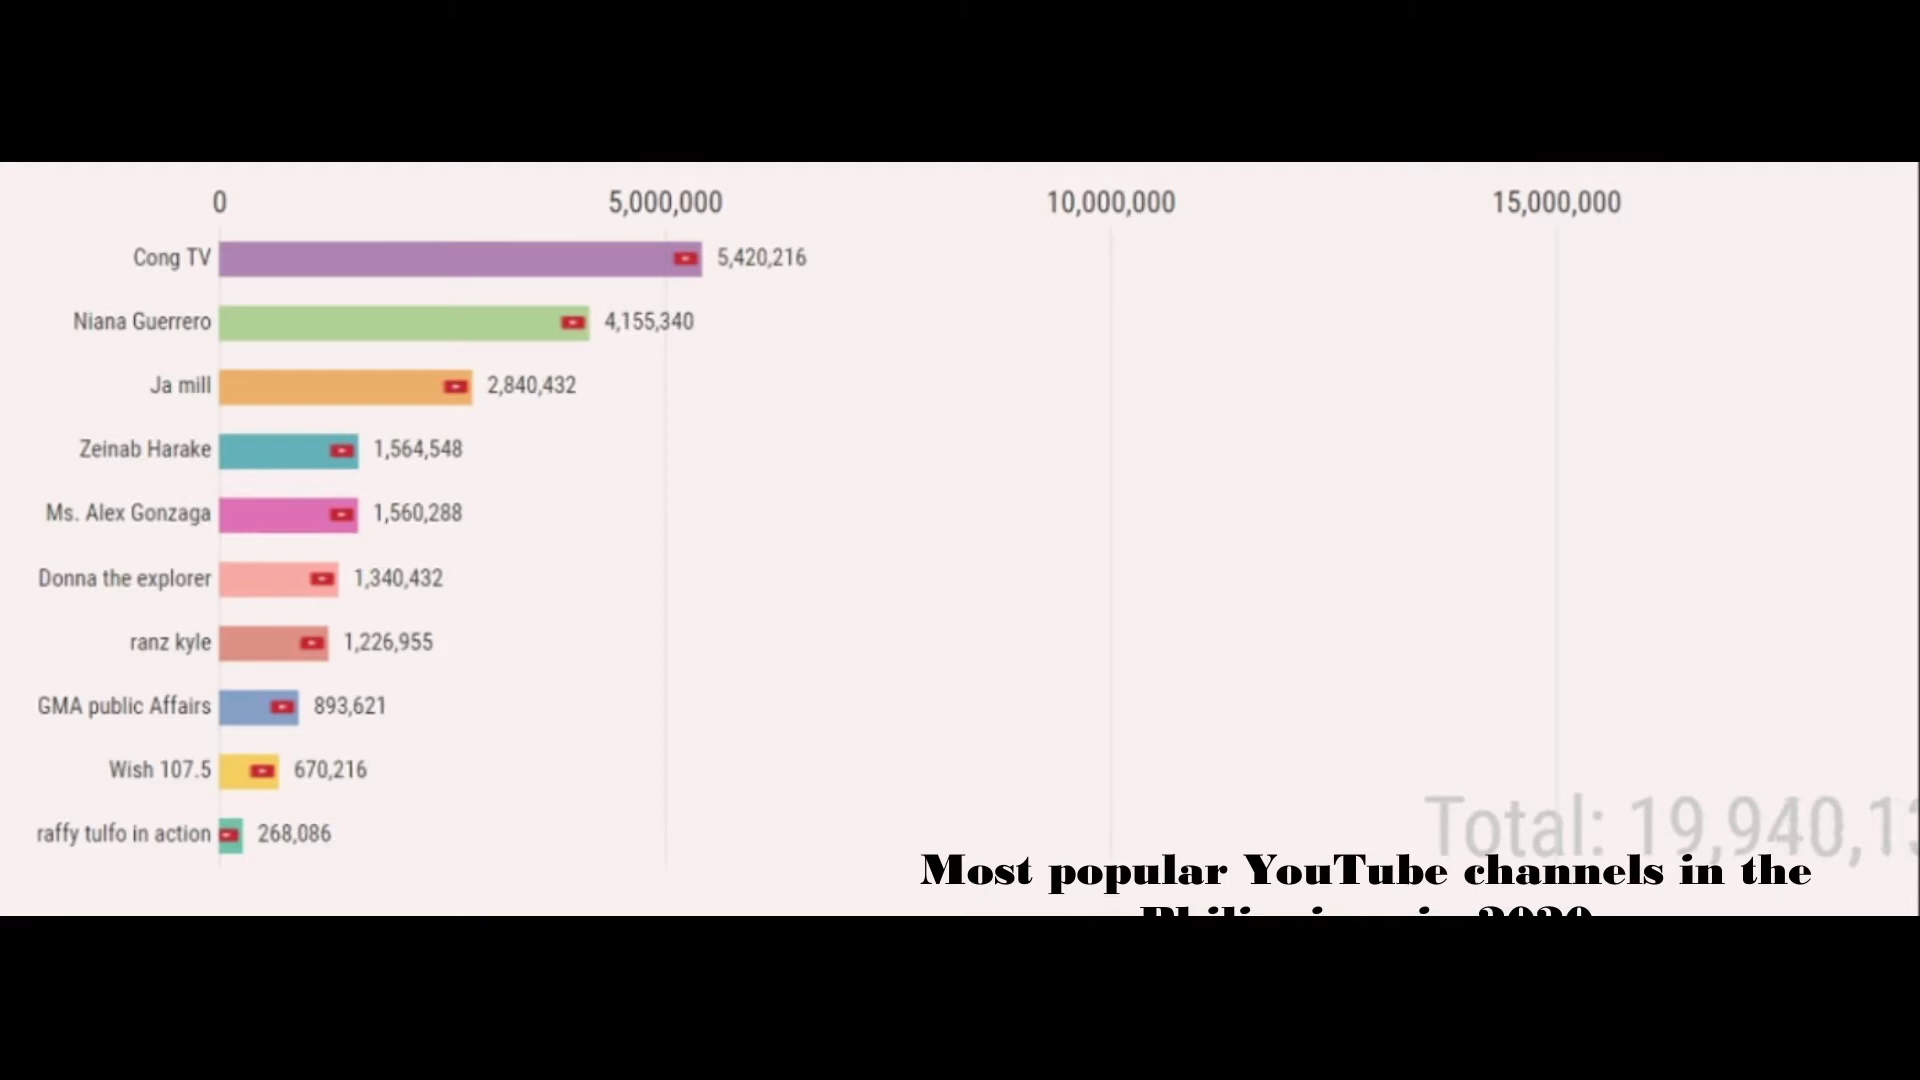 0 5,000,000 10,000,000 15,000,000
Cong TV 5,420,216
Niana Guerrero 4,155,340
Ja mill 2,840,432
Zeinab Harake 1,564,548
Ms. Alex Gonzaga 1,560,288
Donna the explorer 1,340,432
ranz kyle 1,226,955
GMA public Affairs 893,621
Wish 107.5 670,216
raffy tulfo in action 268,086
Total: 19,940,1
Most popular YouTube channels in the